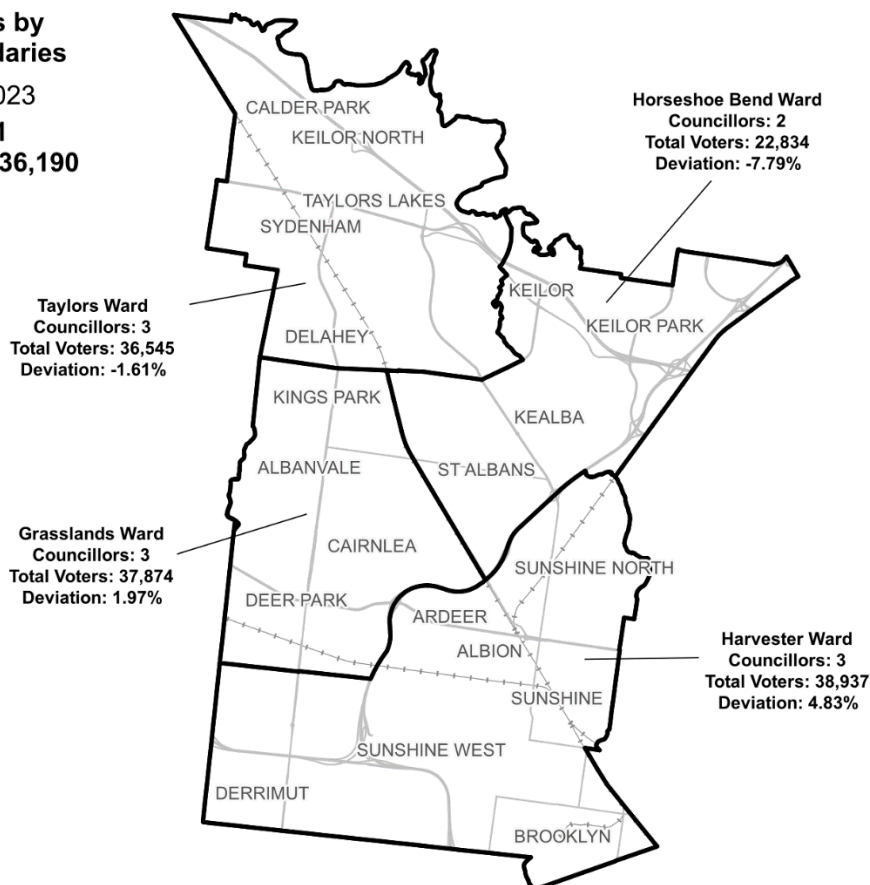 s by
daries
023
1
36,190
CALDER PARK
KEILOR NORTH
Horseshoe Bend Ward
Councillors: 2
Total Voters: 22,834
Deviation: -7.79%
TAYLORS LAKES
SYDENHAM
KEILOR
KEILOR PARK
Taylors Ward
Councillors: 3
Total Voters: 36,545
Deviation: -1.61%
DELAHEY
KINGS PARK
KEALBA
ALBANVALE
ST ALBANS
Grasslands Ward
Councillors: 3
Total Voters: 37,874
Deviation: 1.97%
CAIRNLEA
SUNSHINE NORTH
DEER PARK
ARDEER
ALBION
Harvester Ward
Councillors: 3
Total Voters: 38,937
Deviation: 4.83%
SUNSHINE
SUNSHINE WEST
DERRIMUT
BROOKLYN